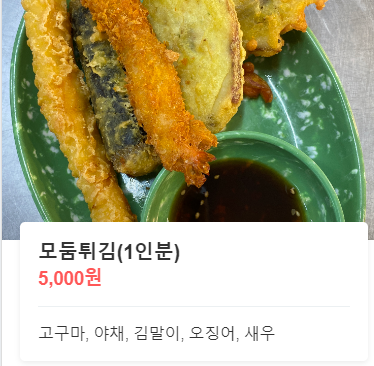 모둠튀김(1인분)
5,000원
고구마, 야채, 김말이, 오징어, 새우